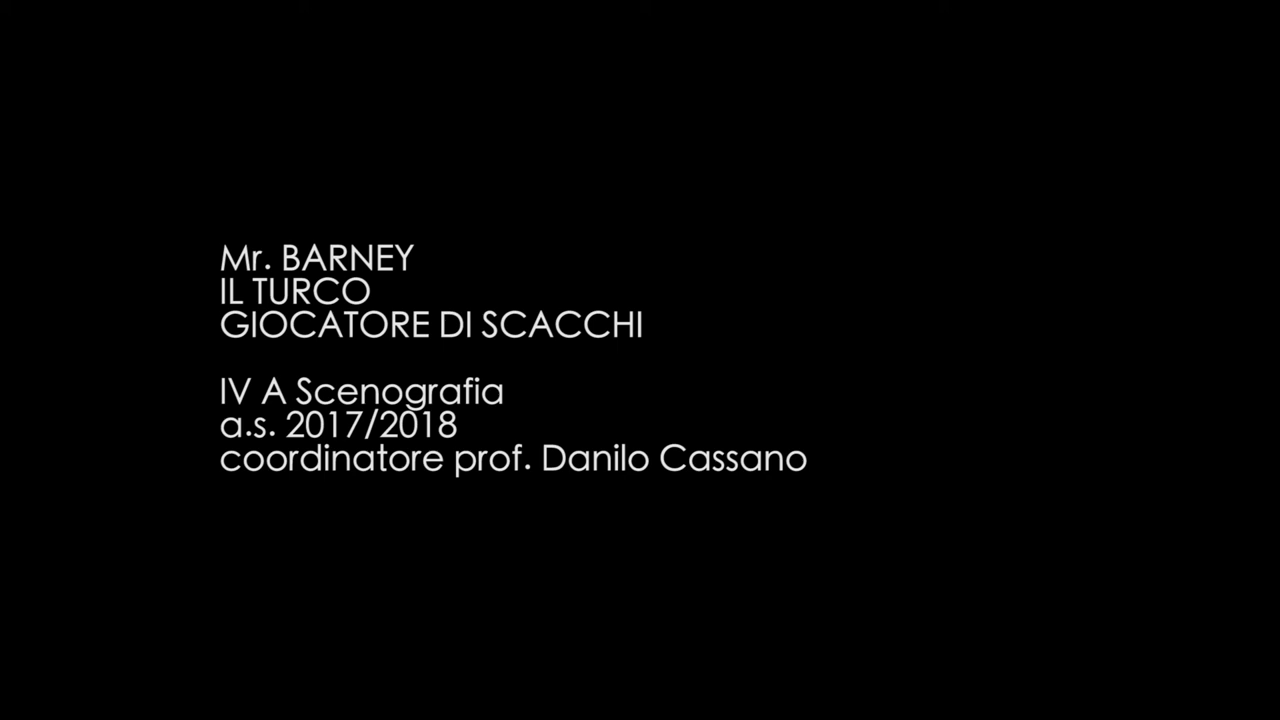 Mr. BARNEY
IL TURCO
GIOCATORE DI SCACCHI
IV A Scenografia
a.s. 2017/2018
coordinatore prof. Danilo Cassano